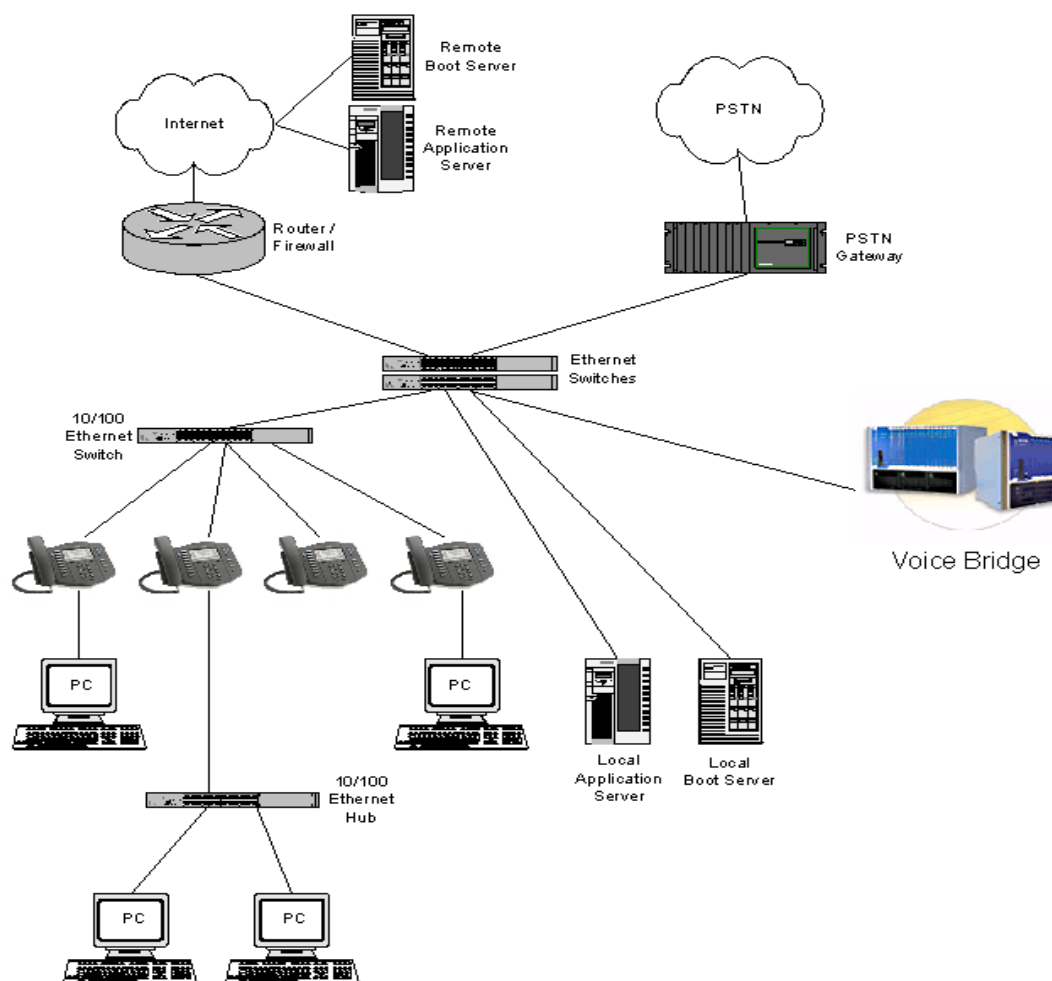 Remote
Boot Server
Internet
Remote
Application
Server
PSTN
Router /
Firewall
PSTN
Gateway
Ethernet
Switches
10/100
Ethernet
Switch
Voice Bridge
PC
PC
Local
Application
Server
Local
Boot Server
10/100
Ethernet
Hub
PC
PC